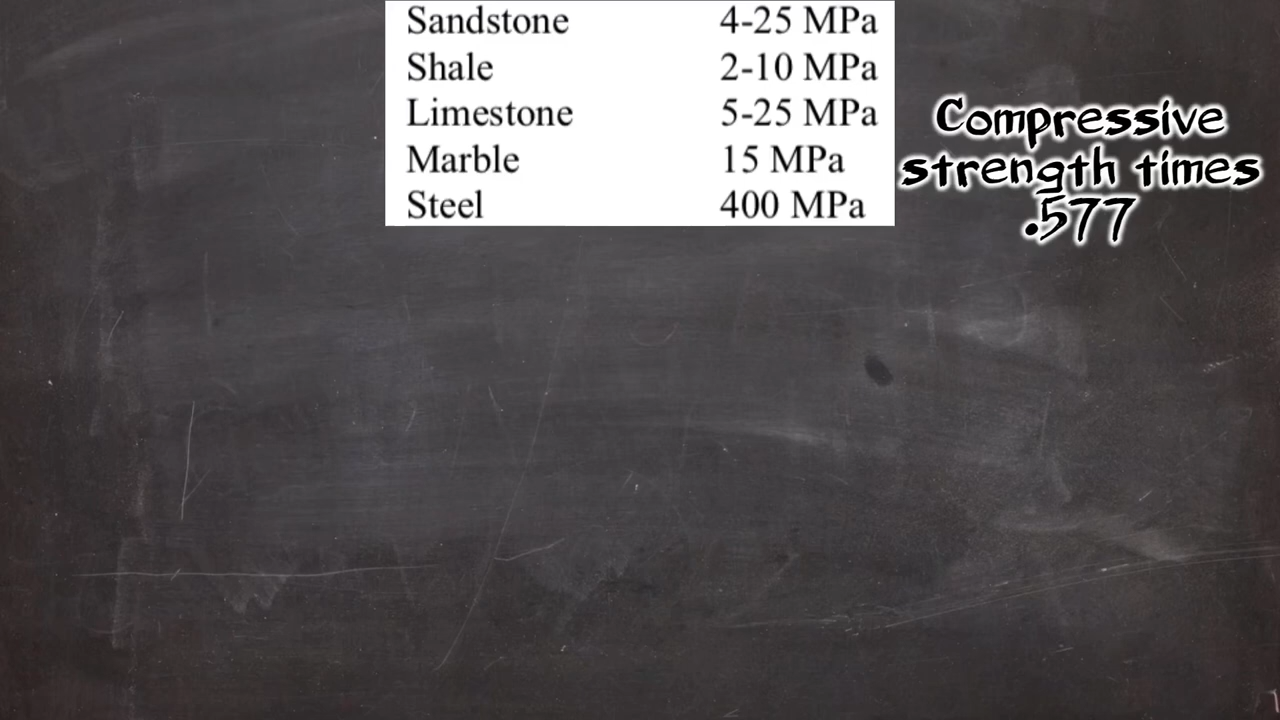 Sandstone 4-25 MPa
Shale 2-10 MPa
Limestone 5-25 MPa
Marble 15 MPa
Steel 400 MPa
Compressive
strength times
.577